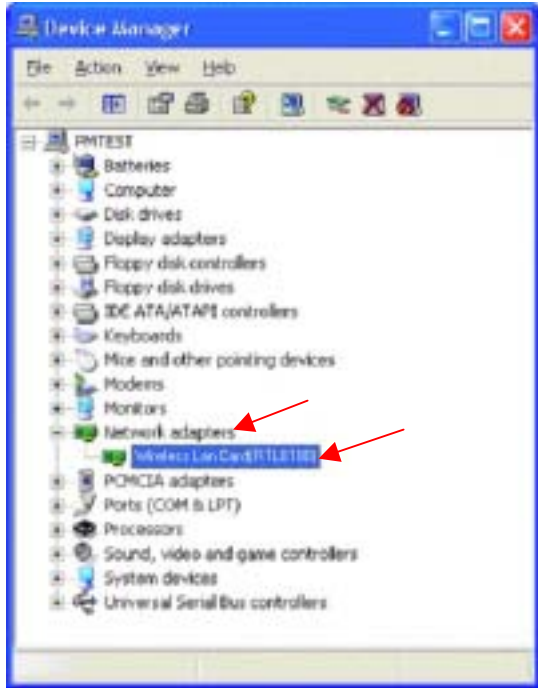 Device Manager
File Action View Help
PMTEST
Batteries
Computer
Disk drives
Display adapters
Floppy disk controllers
Floppy disk drives
IDE ATA/ATAPI controllers
Keyboards
Mice and other pointing devices
Modems
Monitors
Network adapters
Wireless Lan Card(RTL8180)
PCMCIA adapters
Ports (COM & LPT)
Processors
Sound, video and game controllers
System devices
Universal Serial Bus controllers